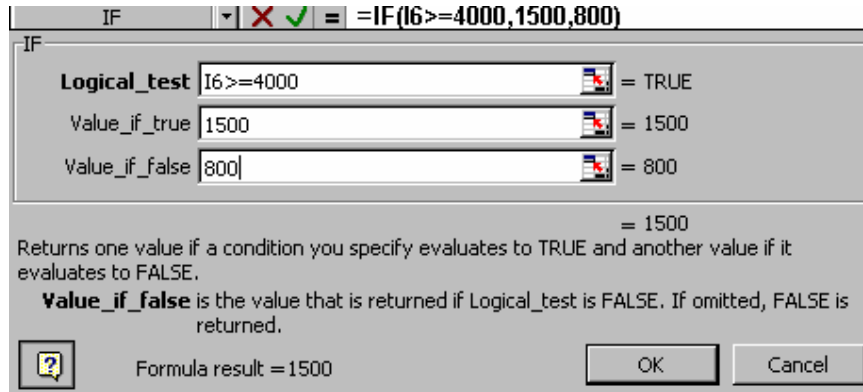 IF = =IF(I6>=4000,1500,800)
IF
Logical_test I6>=4000 = TRUE
Value_if_true 1500 = 1500
Value_if_false 800 = 800
= 1500
Returns one value if a condition you specify evaluates to TRUE and another value if it
evaluates to FALSE.
Value_if_false is the value that is returned if Logical_test is FALSE. If omitted, FALSE is
returned.
? Formula result =1500 OK Cancel